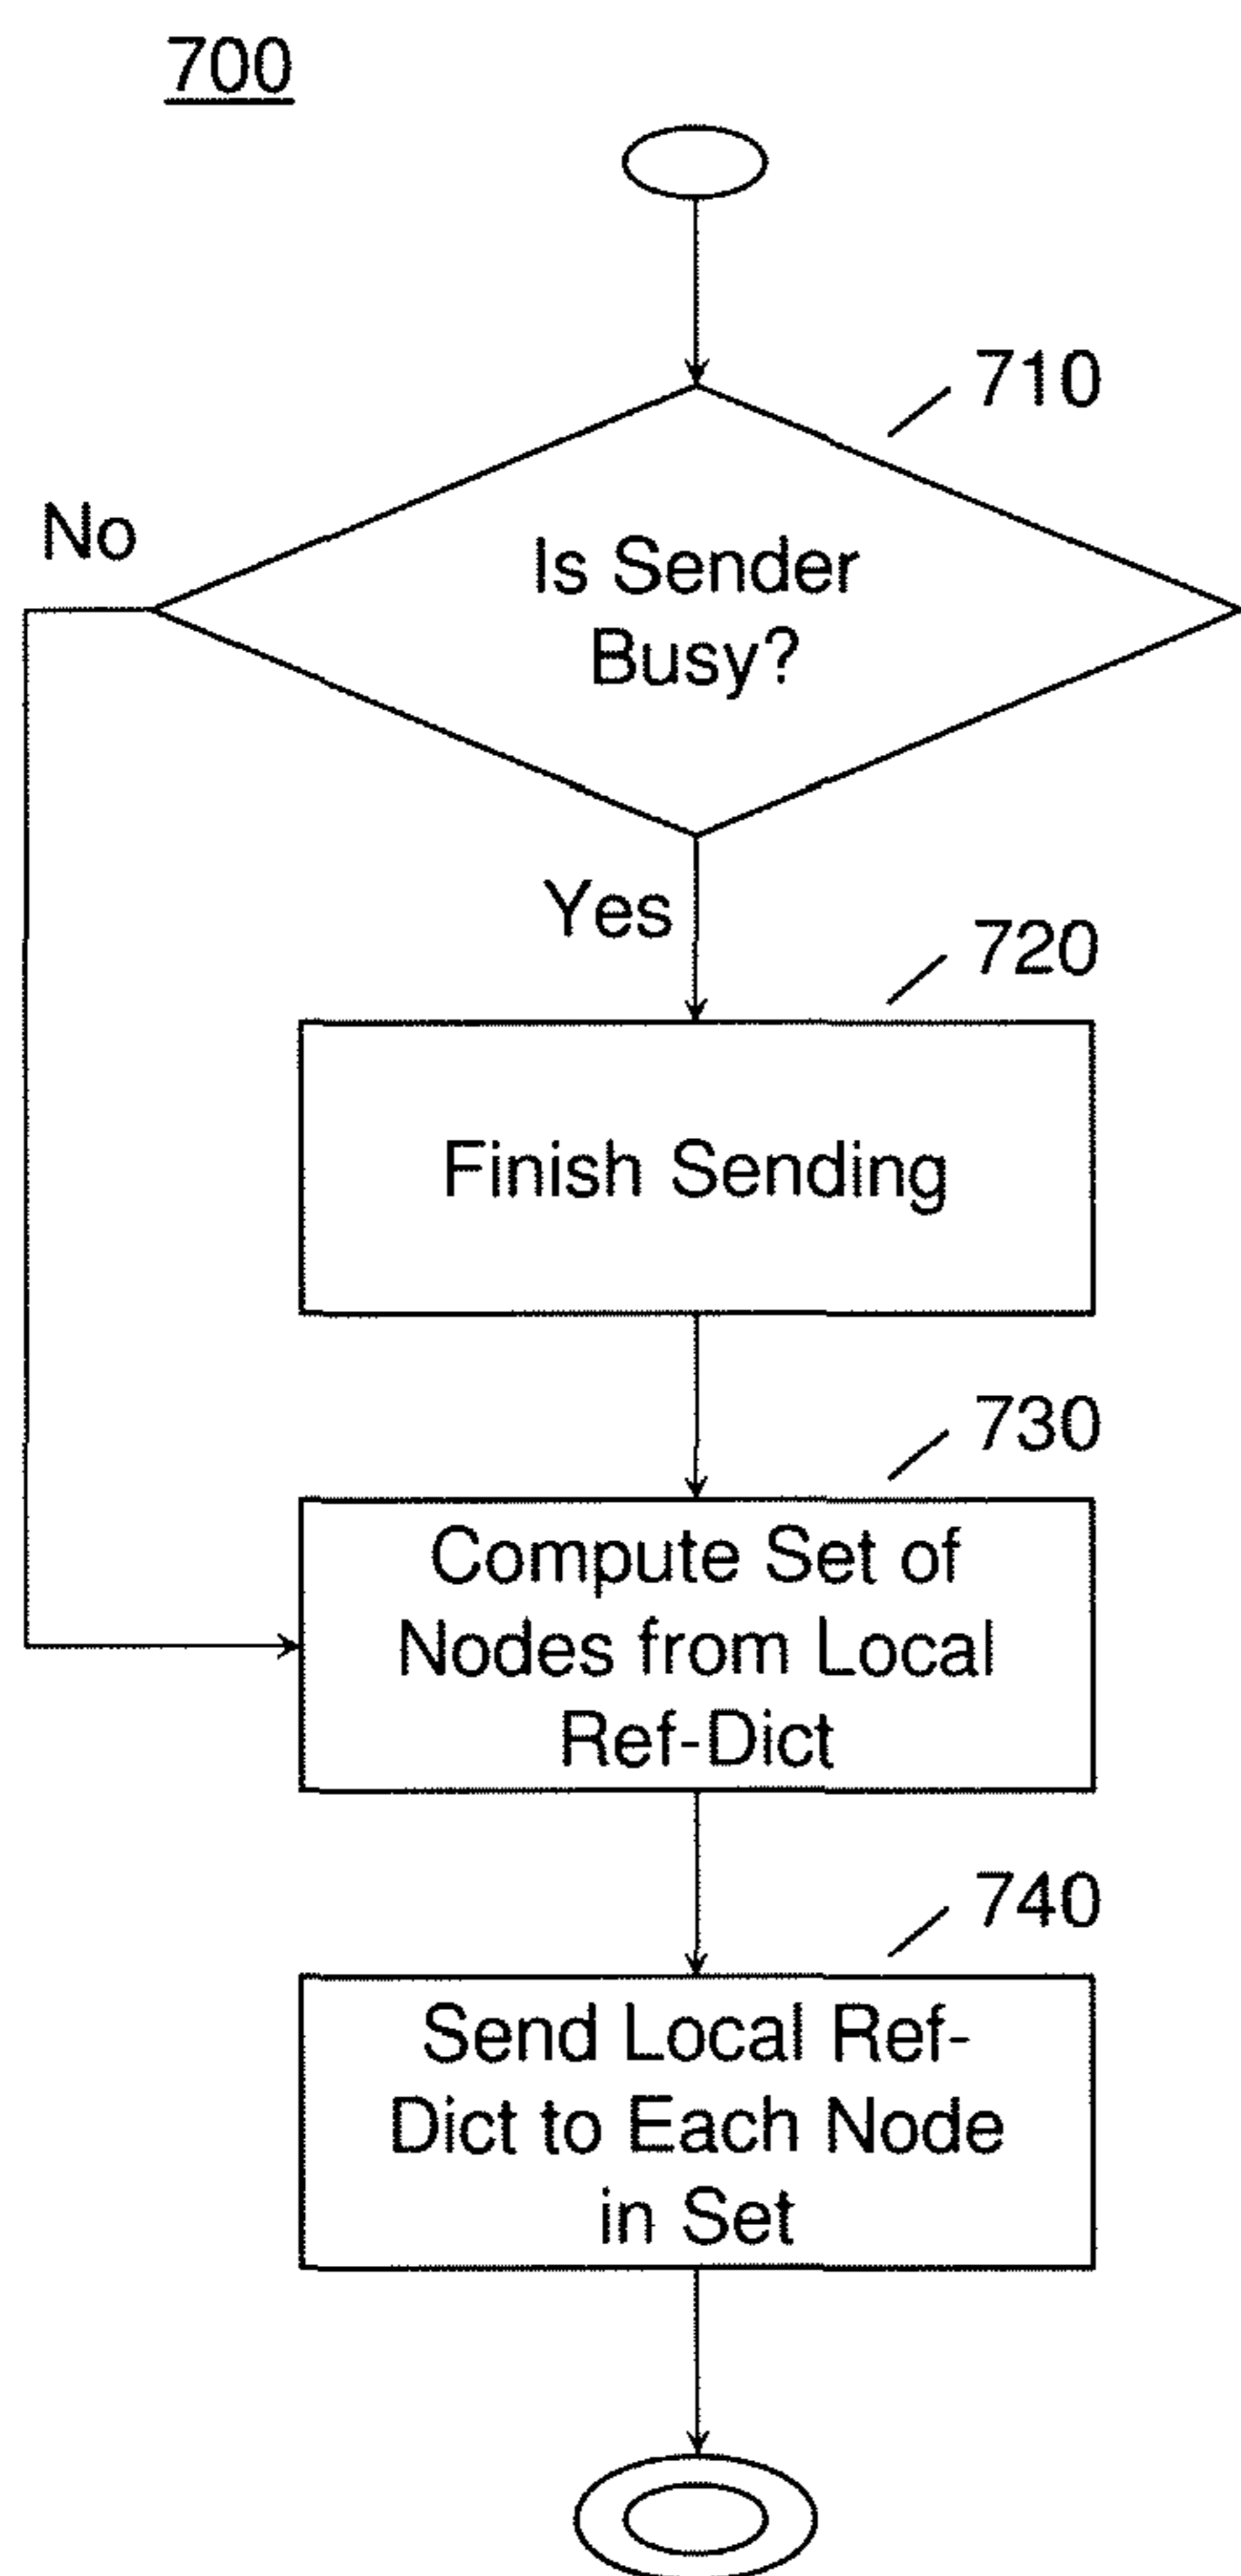 700
710
No
Is Sender
Busy?
Yes
720
Finish Sending
730
Compute Set of
Nodes from Local
Ref-Dict
740
Send Local Ref-
Dict to Each Node
in Set